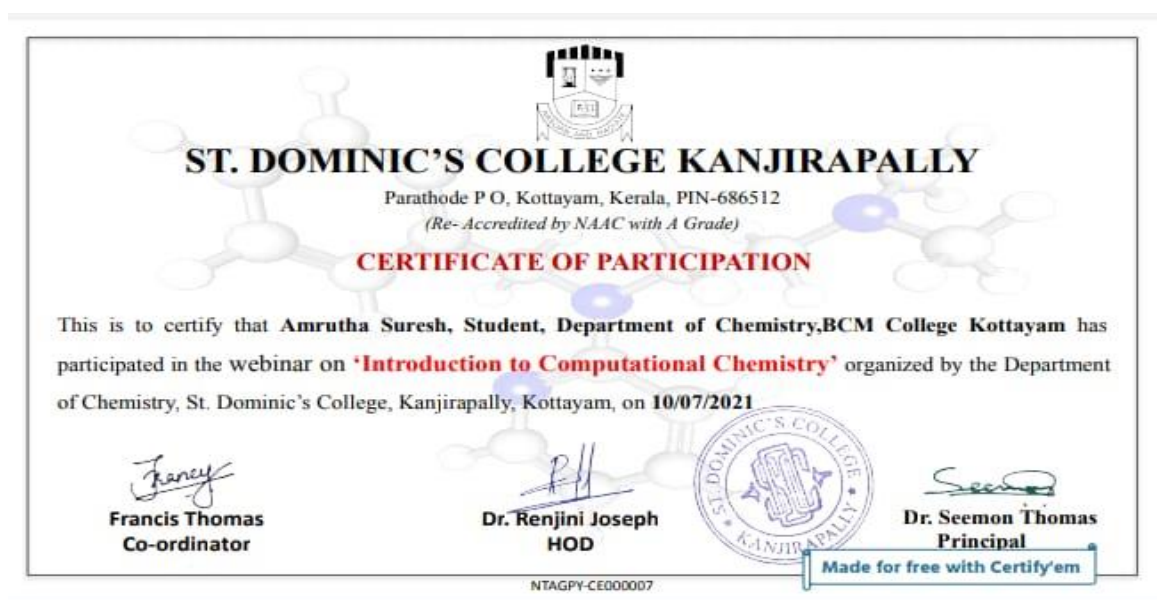 ST. DOMINIC'S COLLEGE KANJIRAPALLY
Parathode P O, Kottayam, Kerala, PIN-686512
(Re- Accredited by NAAC with A Grade)
CERTIFICATE OF PARTICIPATION
This is to certify that Amrutha Suresh, Student, Department of Chemistry,BCM College Kottayam has
participated in the webinar on ‘Introduction to Computational Chemistry’ organized by the Department
of Chemistry, St. Dominic's College, Kanjirapally, Kottayam, on 10/07/2021
ST. DOMINIC'S COLLEGE
KANJIRAPALLY
Francis Thomas
Co-ordinator
Dr. Renjini Joseph
HOD
Dr. Seemon Thomas
Principal
Made for free with Certify'em
NTAGPY-CE000007